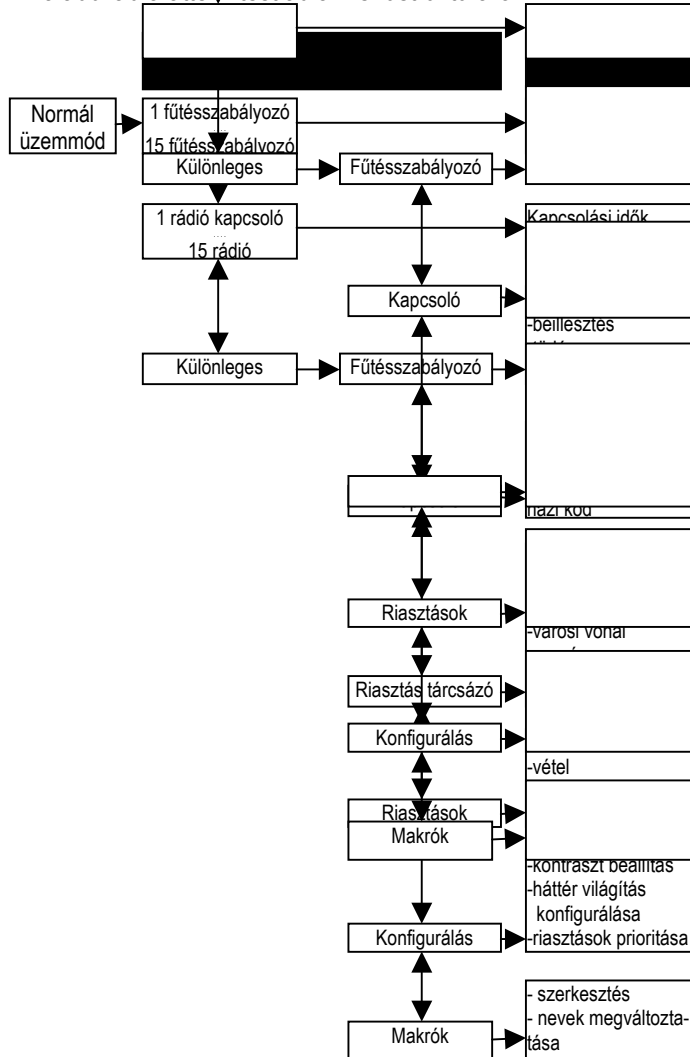 Normál
üzemmód
1 fűtésszabályozó
15 fűtésszabályozó
Különleges
Fűtésszabályozó
1 rádió kapcsoló
....
15 rádió
Kapcsolási idők
Kapcsoló
-beillesztés
Különleges
Fűtésszabályozó
házi kód
Riasztások
-városi vonal
Riasztás tárcsázó
Konfigurálás
-vétel
Riasztások
Makrók
-kontraszt beállítás
-háttér világítás
konfigurálása
Konfigurálás
-riasztások prioritása
- szerkesztés
- nevek megváltozta-
tása
Makrók